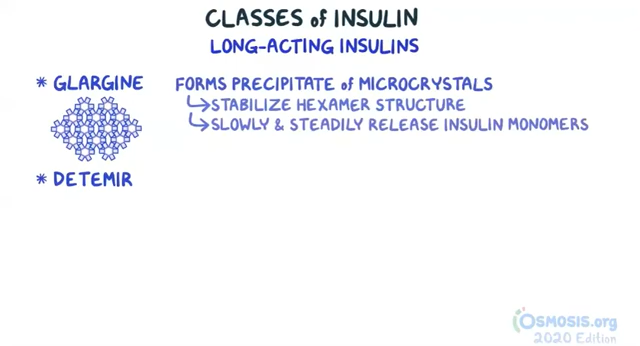 CLASSES of INSULIN
LONG-ACTING INSULINS
* GLARGINE
FORMS PRECIPITATE of MICROCRYSTALS
↳ STABILIZE HEXAMER STRUCTURE
↳ SLOWLY & STEADILY RELEASE INSULIN MONOMERS
* DETEMIR
OSMOSIS.org
2020 Edition